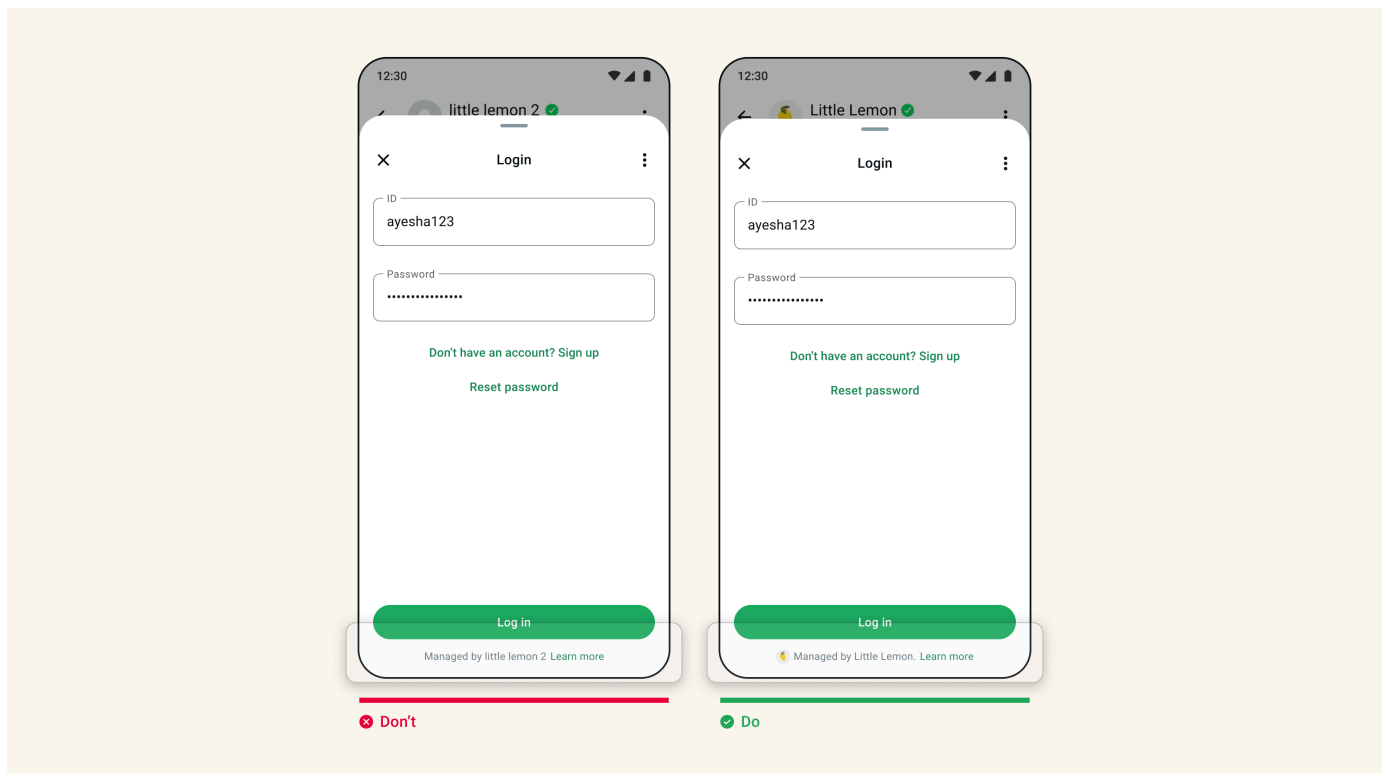 12:30
little lemon 2
Login
ID
ayesha123
Password
••••••••••••••••
Don't have an account? Sign up
Reset password
Log in
Managed by little lemon 2 Learn more
Don't
12:30
Little Lemon
Login
ID
ayesha123
Password
••••••••••••••••
Don't have an account? Sign up
Reset password
Log in
Managed by Little Lemon. Learn more
Do